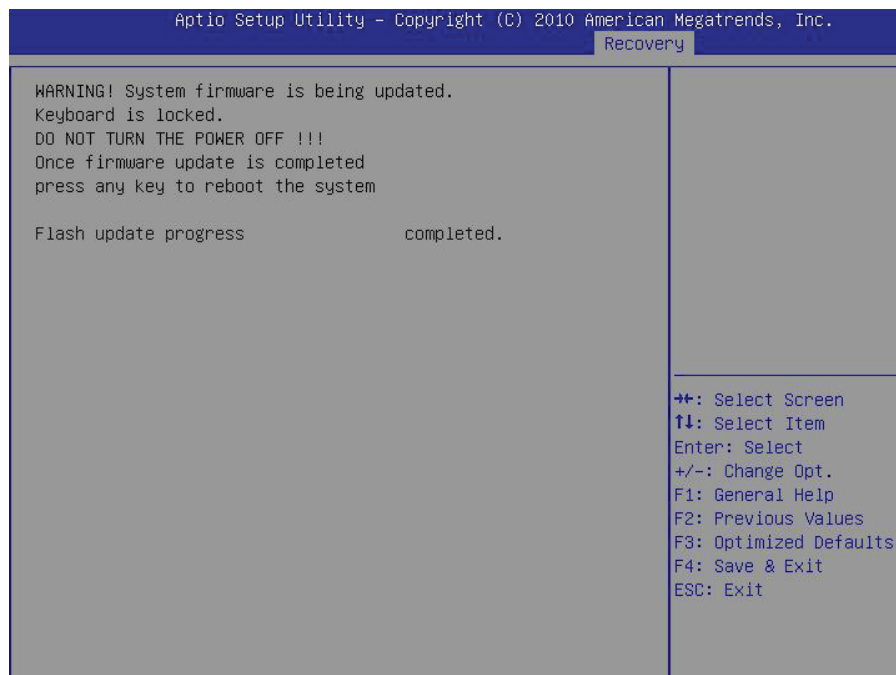 Aptio Setup Utility – Copyright (C) 2010 American Megatrends, Inc.
Recovery
WARNING! System firmware is being updated.
Keyboard is locked.
DO NOT TURN THE POWER OFF !!!
Once firmware update is completed
press any key to reboot the system
Flash update progress completed.
→←: Select Screen
↑↓: Select Item
Enter: Select
+/-: Change Opt.
F1: General Help
F2: Previous Values
F3: Optimized Defaults
F4: Save & Exit
ESC: Exit